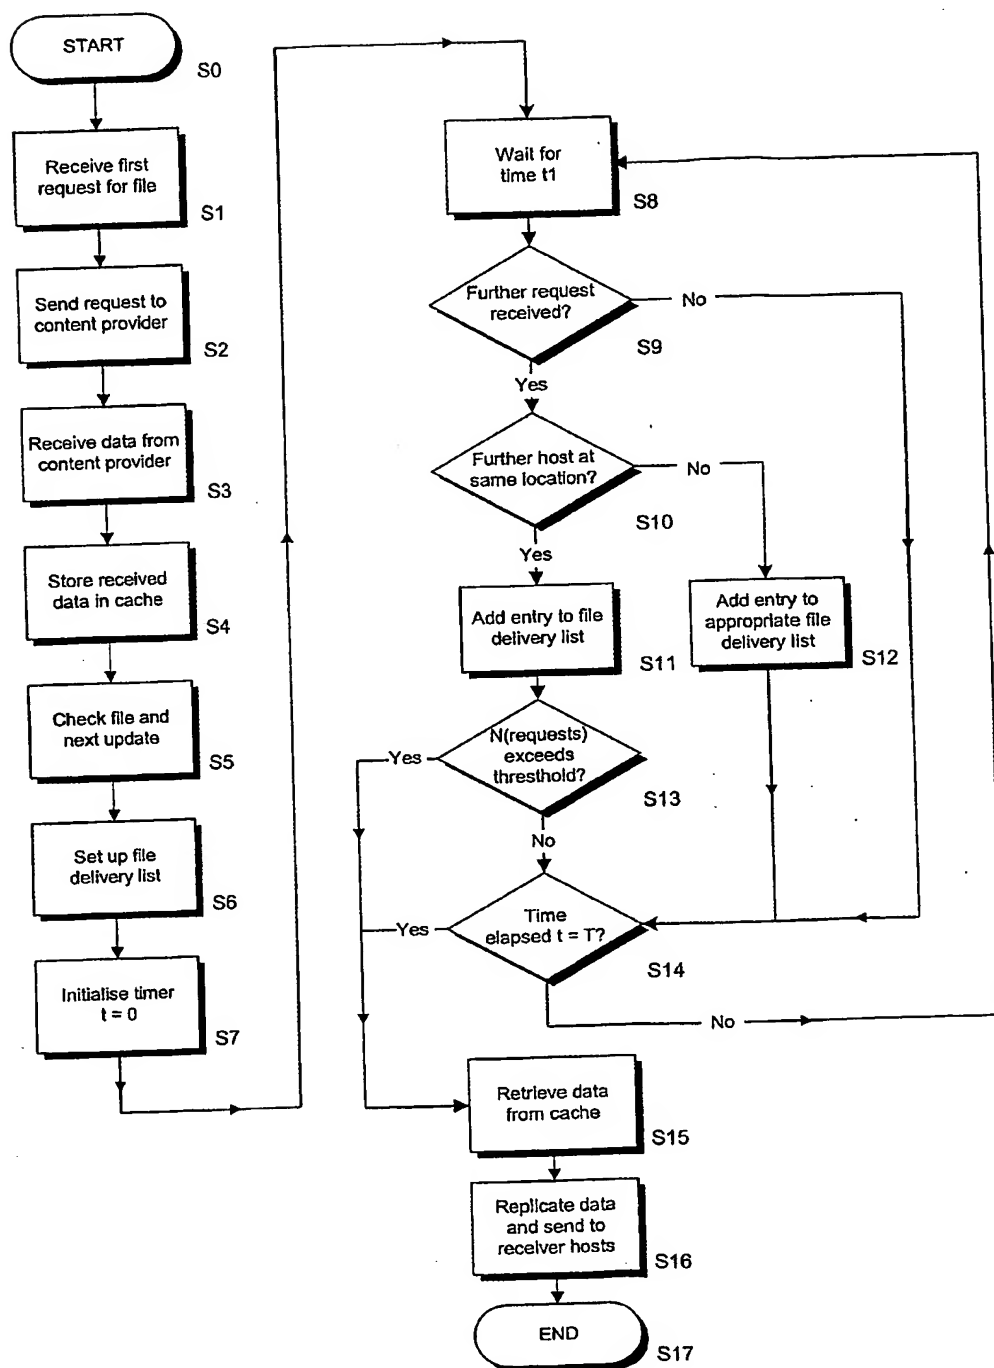 START
S0
Receive first
request for file
S1
Send request to
content provider
S2
Receive data from
content provider
S3
Store received
data in cache
S4
Check file and
next update
S5
Set up file
delivery list
S6
Initialise timer
t = 0
S7
Wait for
time t1
S8
Further request
received?
No
S9
Yes
Further host at
same location?
No
S10
Yes
Add entry to file
delivery list
S11
Add entry to
appropriate file
delivery list
S12
N(requests)
exceeds
thresthold?
Yes
S13
No
Time
elapsed t = T?
Yes
S14
No
Retrieve data
from cache
S15
Replicate data
and send to
receiver hosts
S16
END
S17